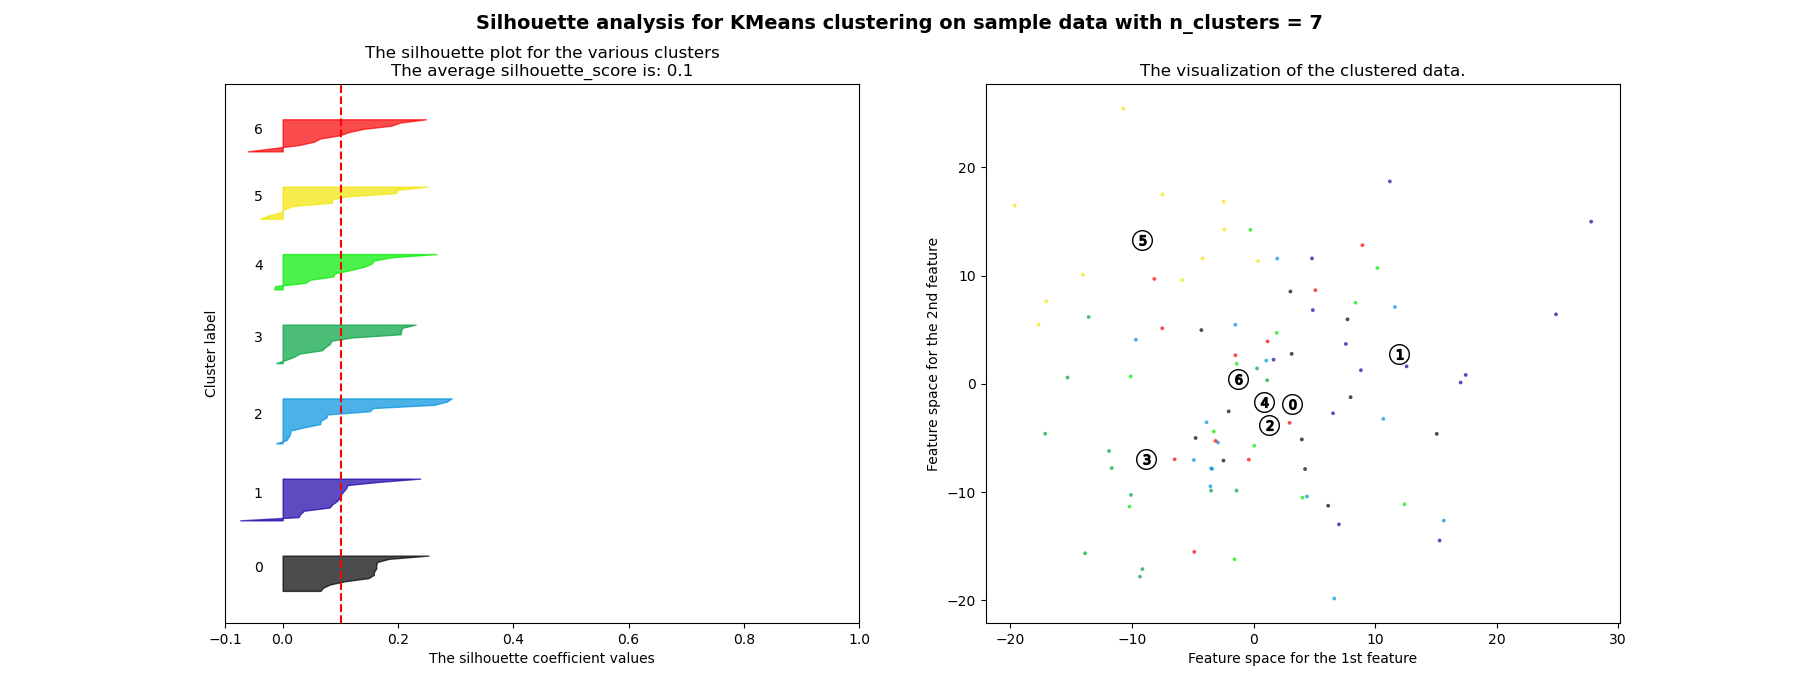 Silhouette analysis for KMeans clustering on sample data with n_clusters = 7
The silhouette plot for the various clusters
The average silhouette_score is: 0.1
6
5
4
3
2
1
0
Cluster label
−0.1 0.0 0.2 0.4 0.6 0.8 1.0
The silhouette coefficient values
The visualization of the clustered data.
20
10
0
−10
−20
Feature space for the 2nd feature
5
1
6
4
0
2
3
−20 −10 0 10 20 30
Feature space for the 1st feature